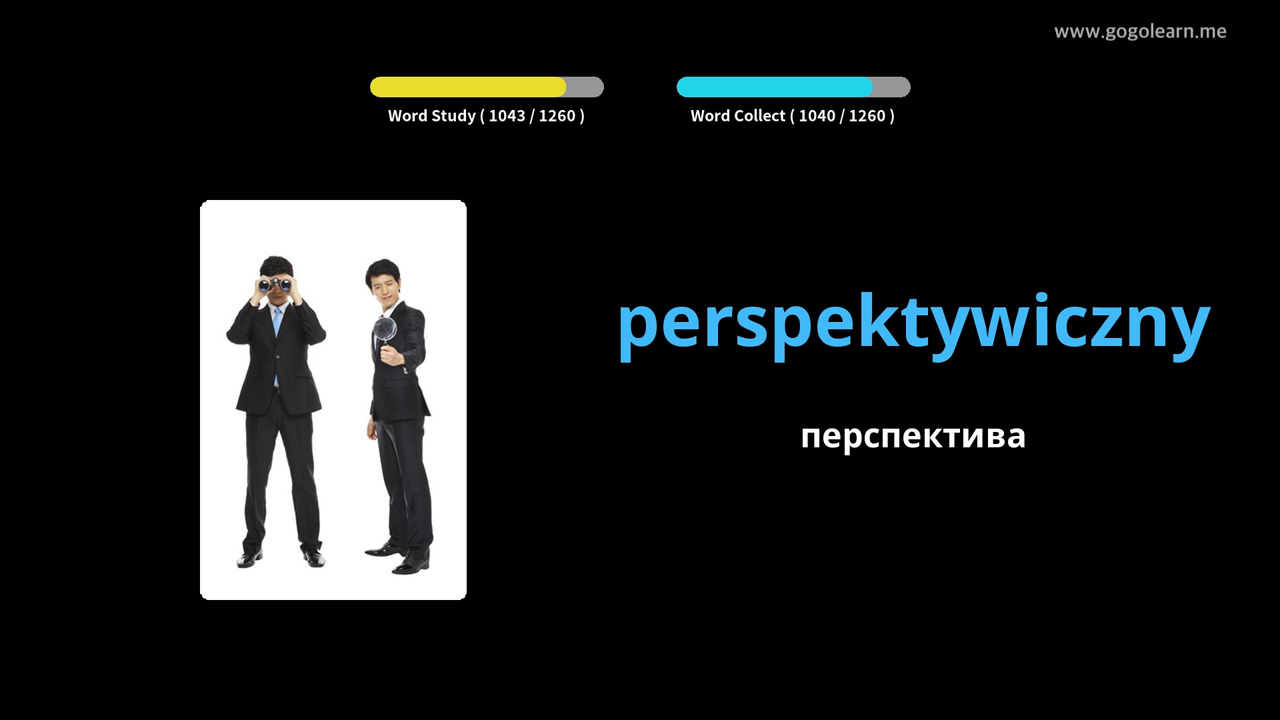 www.gogolearn.me
Word Study ( 1043 / 1260 )
Word Collect ( 1040 / 1260 )
perspektywiczny
перспектива